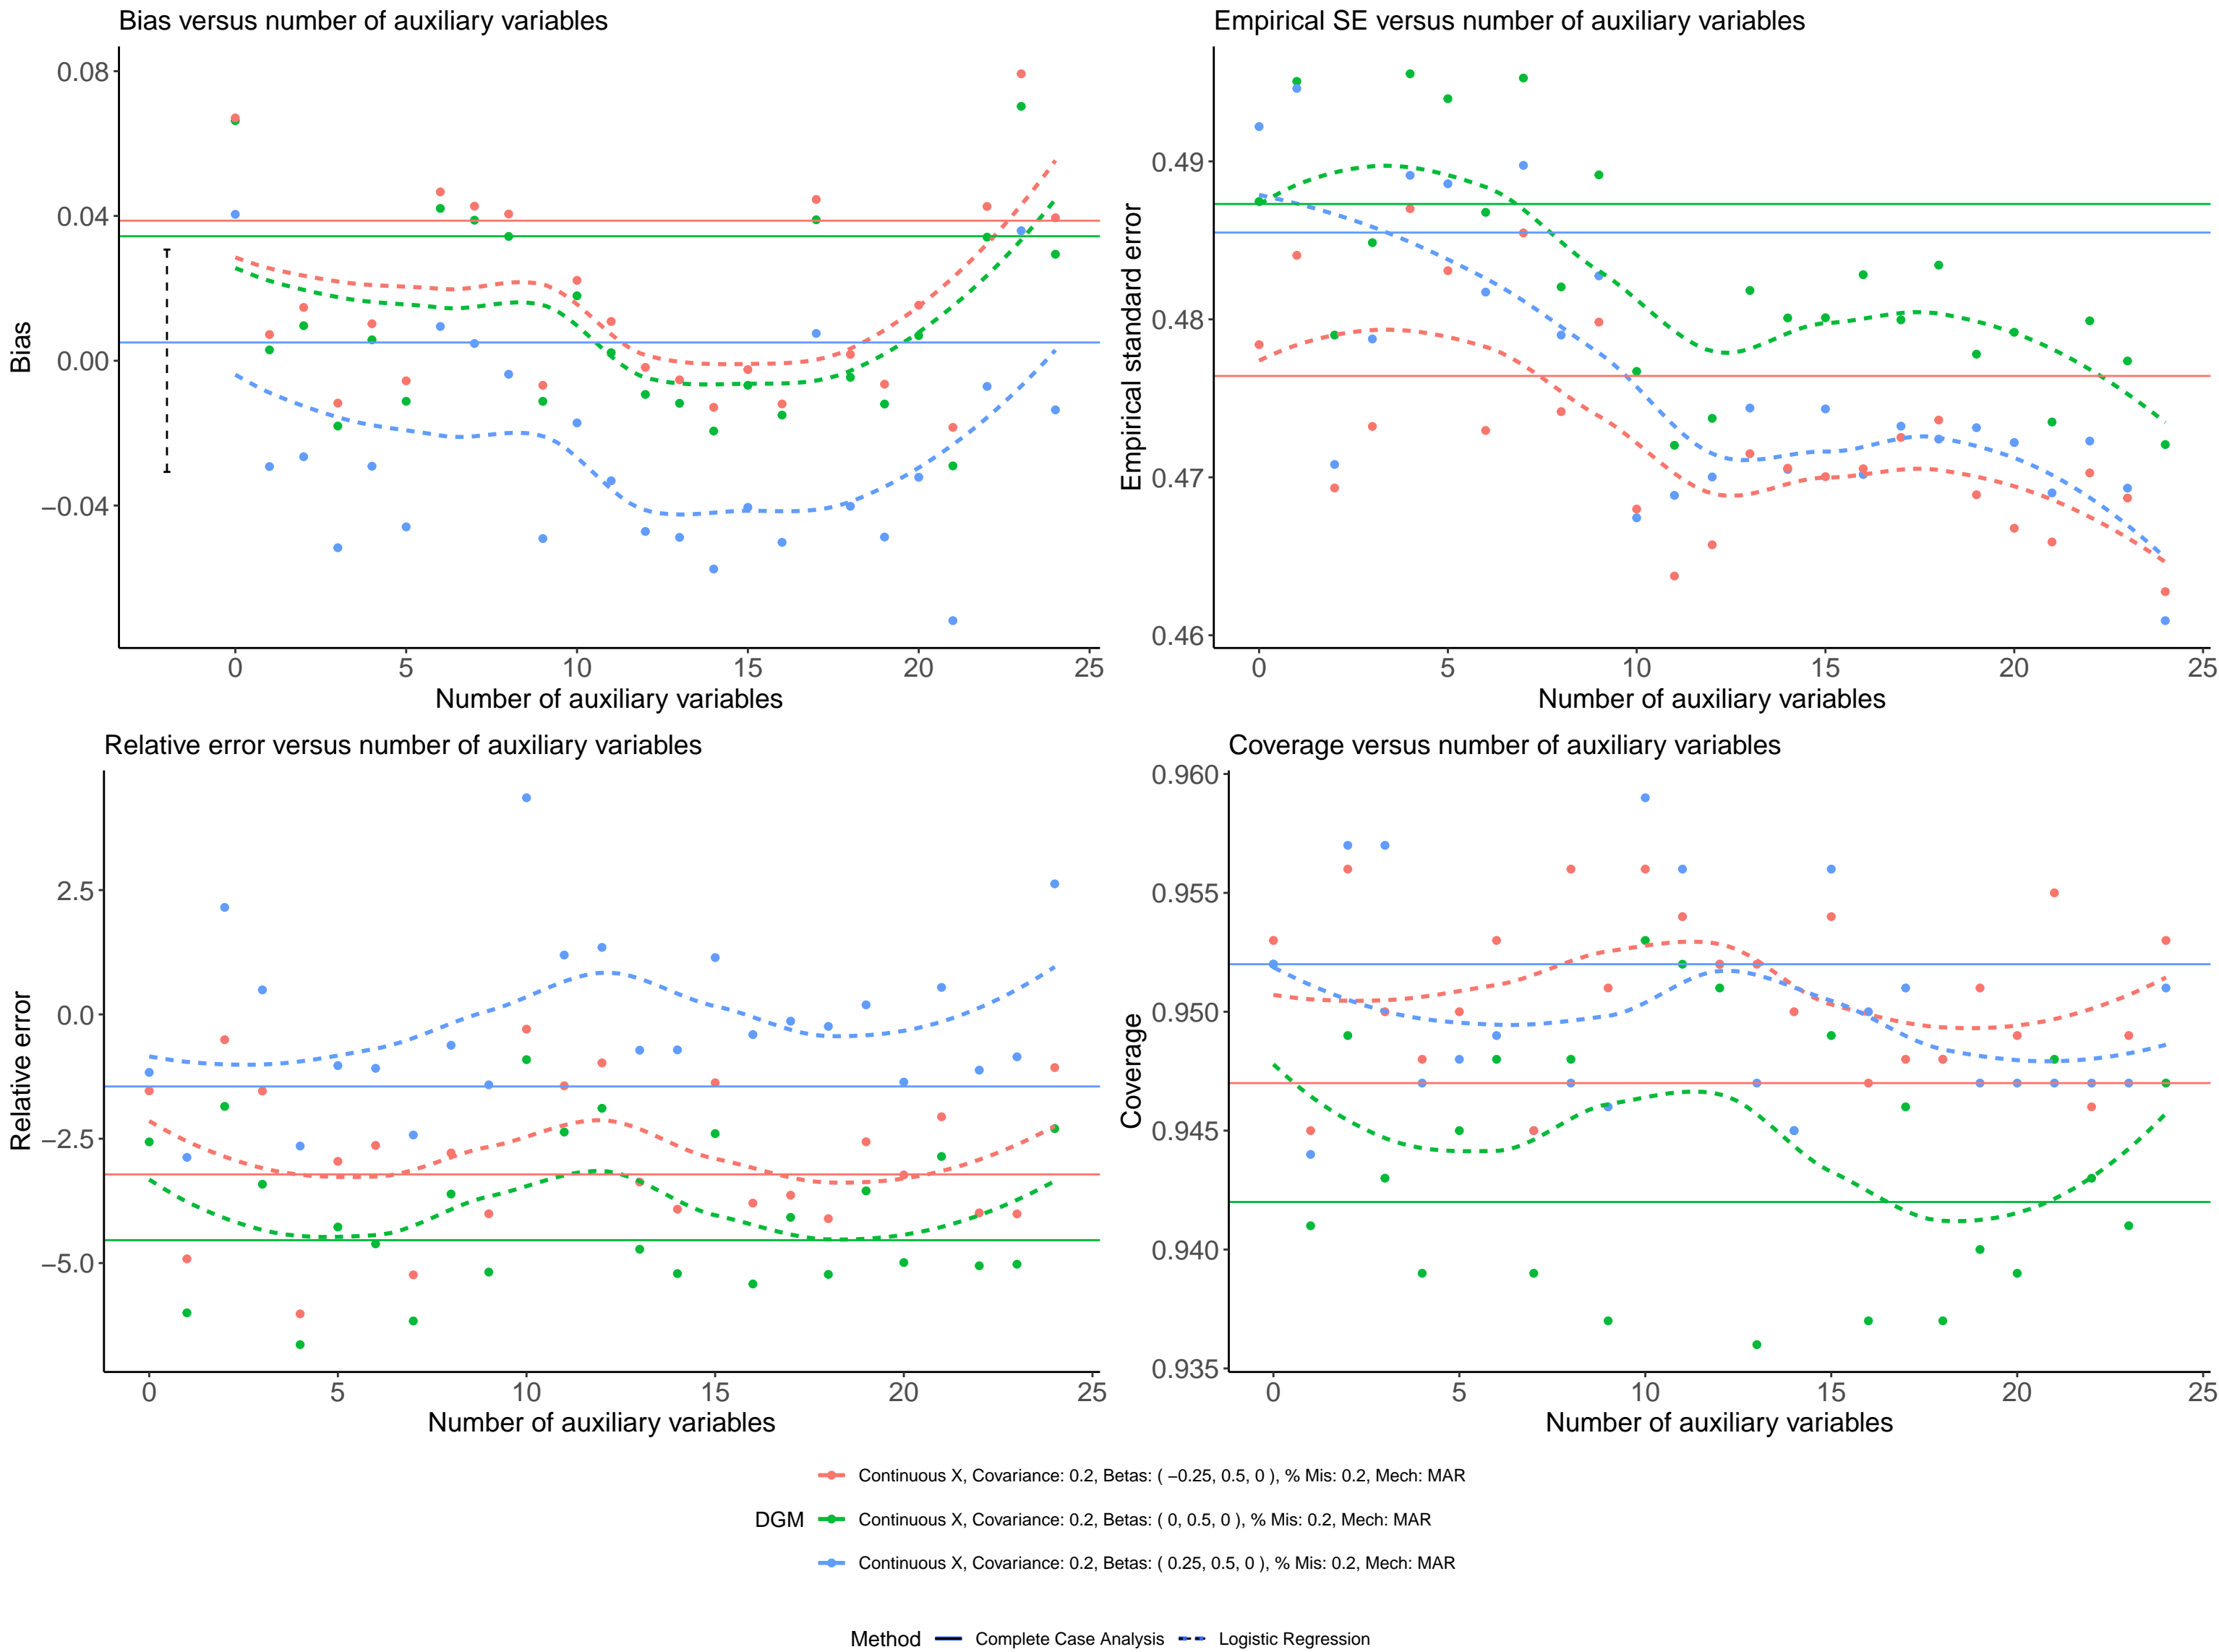 Bias versus number of auxiliary variables
0.08
0.04
0.00
−0.04
Bias
0 5 10 15 20 25
Number of auxiliary variables
Empirical SE versus number of auxiliary variables
0.49
0.48
0.47
0.46
Empirical standard error
0 5 10 15 20 25
Number of auxiliary variables
Relative error versus number of auxiliary variables
2.5
0.0
−2.5
−5.0
Relative error
0 5 10 15 20 25
Number of auxiliary variables
Coverage versus number of auxiliary variables
0.960
0.955
0.950
0.945
0.940
0.935
Coverage
0 5 10 15 20 25
Number of auxiliary variables
DGM
Continuous X, Covariance: 0.2, Betas: ( −0.25, 0.5, 0 ), % Mis: 0.2, Mech: MAR
Continuous X, Covariance: 0.2, Betas: ( 0, 0.5, 0 ), % Mis: 0.2, Mech: MAR
Continuous X, Covariance: 0.2, Betas: ( 0.25, 0.5, 0 ), % Mis: 0.2, Mech: MAR
Method Complete Case Analysis Logistic Regression